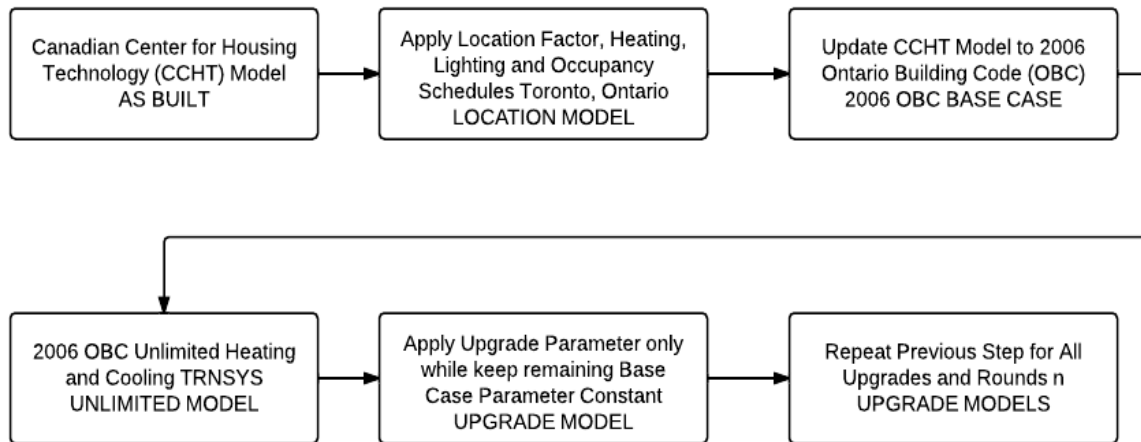 Canadian Center for Housing
Technology (CCHT) Model
AS BUILT
Apply Location Factor, Heating,
Lighting and Occupancy
Schedules Toronto, Ontario
LOCATION MODEL
Update CCHT Model to 2006
Ontario Building Code (OBC)
2006 OBC BASE CASE
2006 OBC Unlimited Heating
and Cooling TRNSYS
UNLIMITED MODEL
Apply Upgrade Parameter only
while keep remaining Base
Case Parameter Constant
UPGRADE MODEL
Repeat Previous Step for All
Upgrades and Rounds n
UPGRADE MODELS